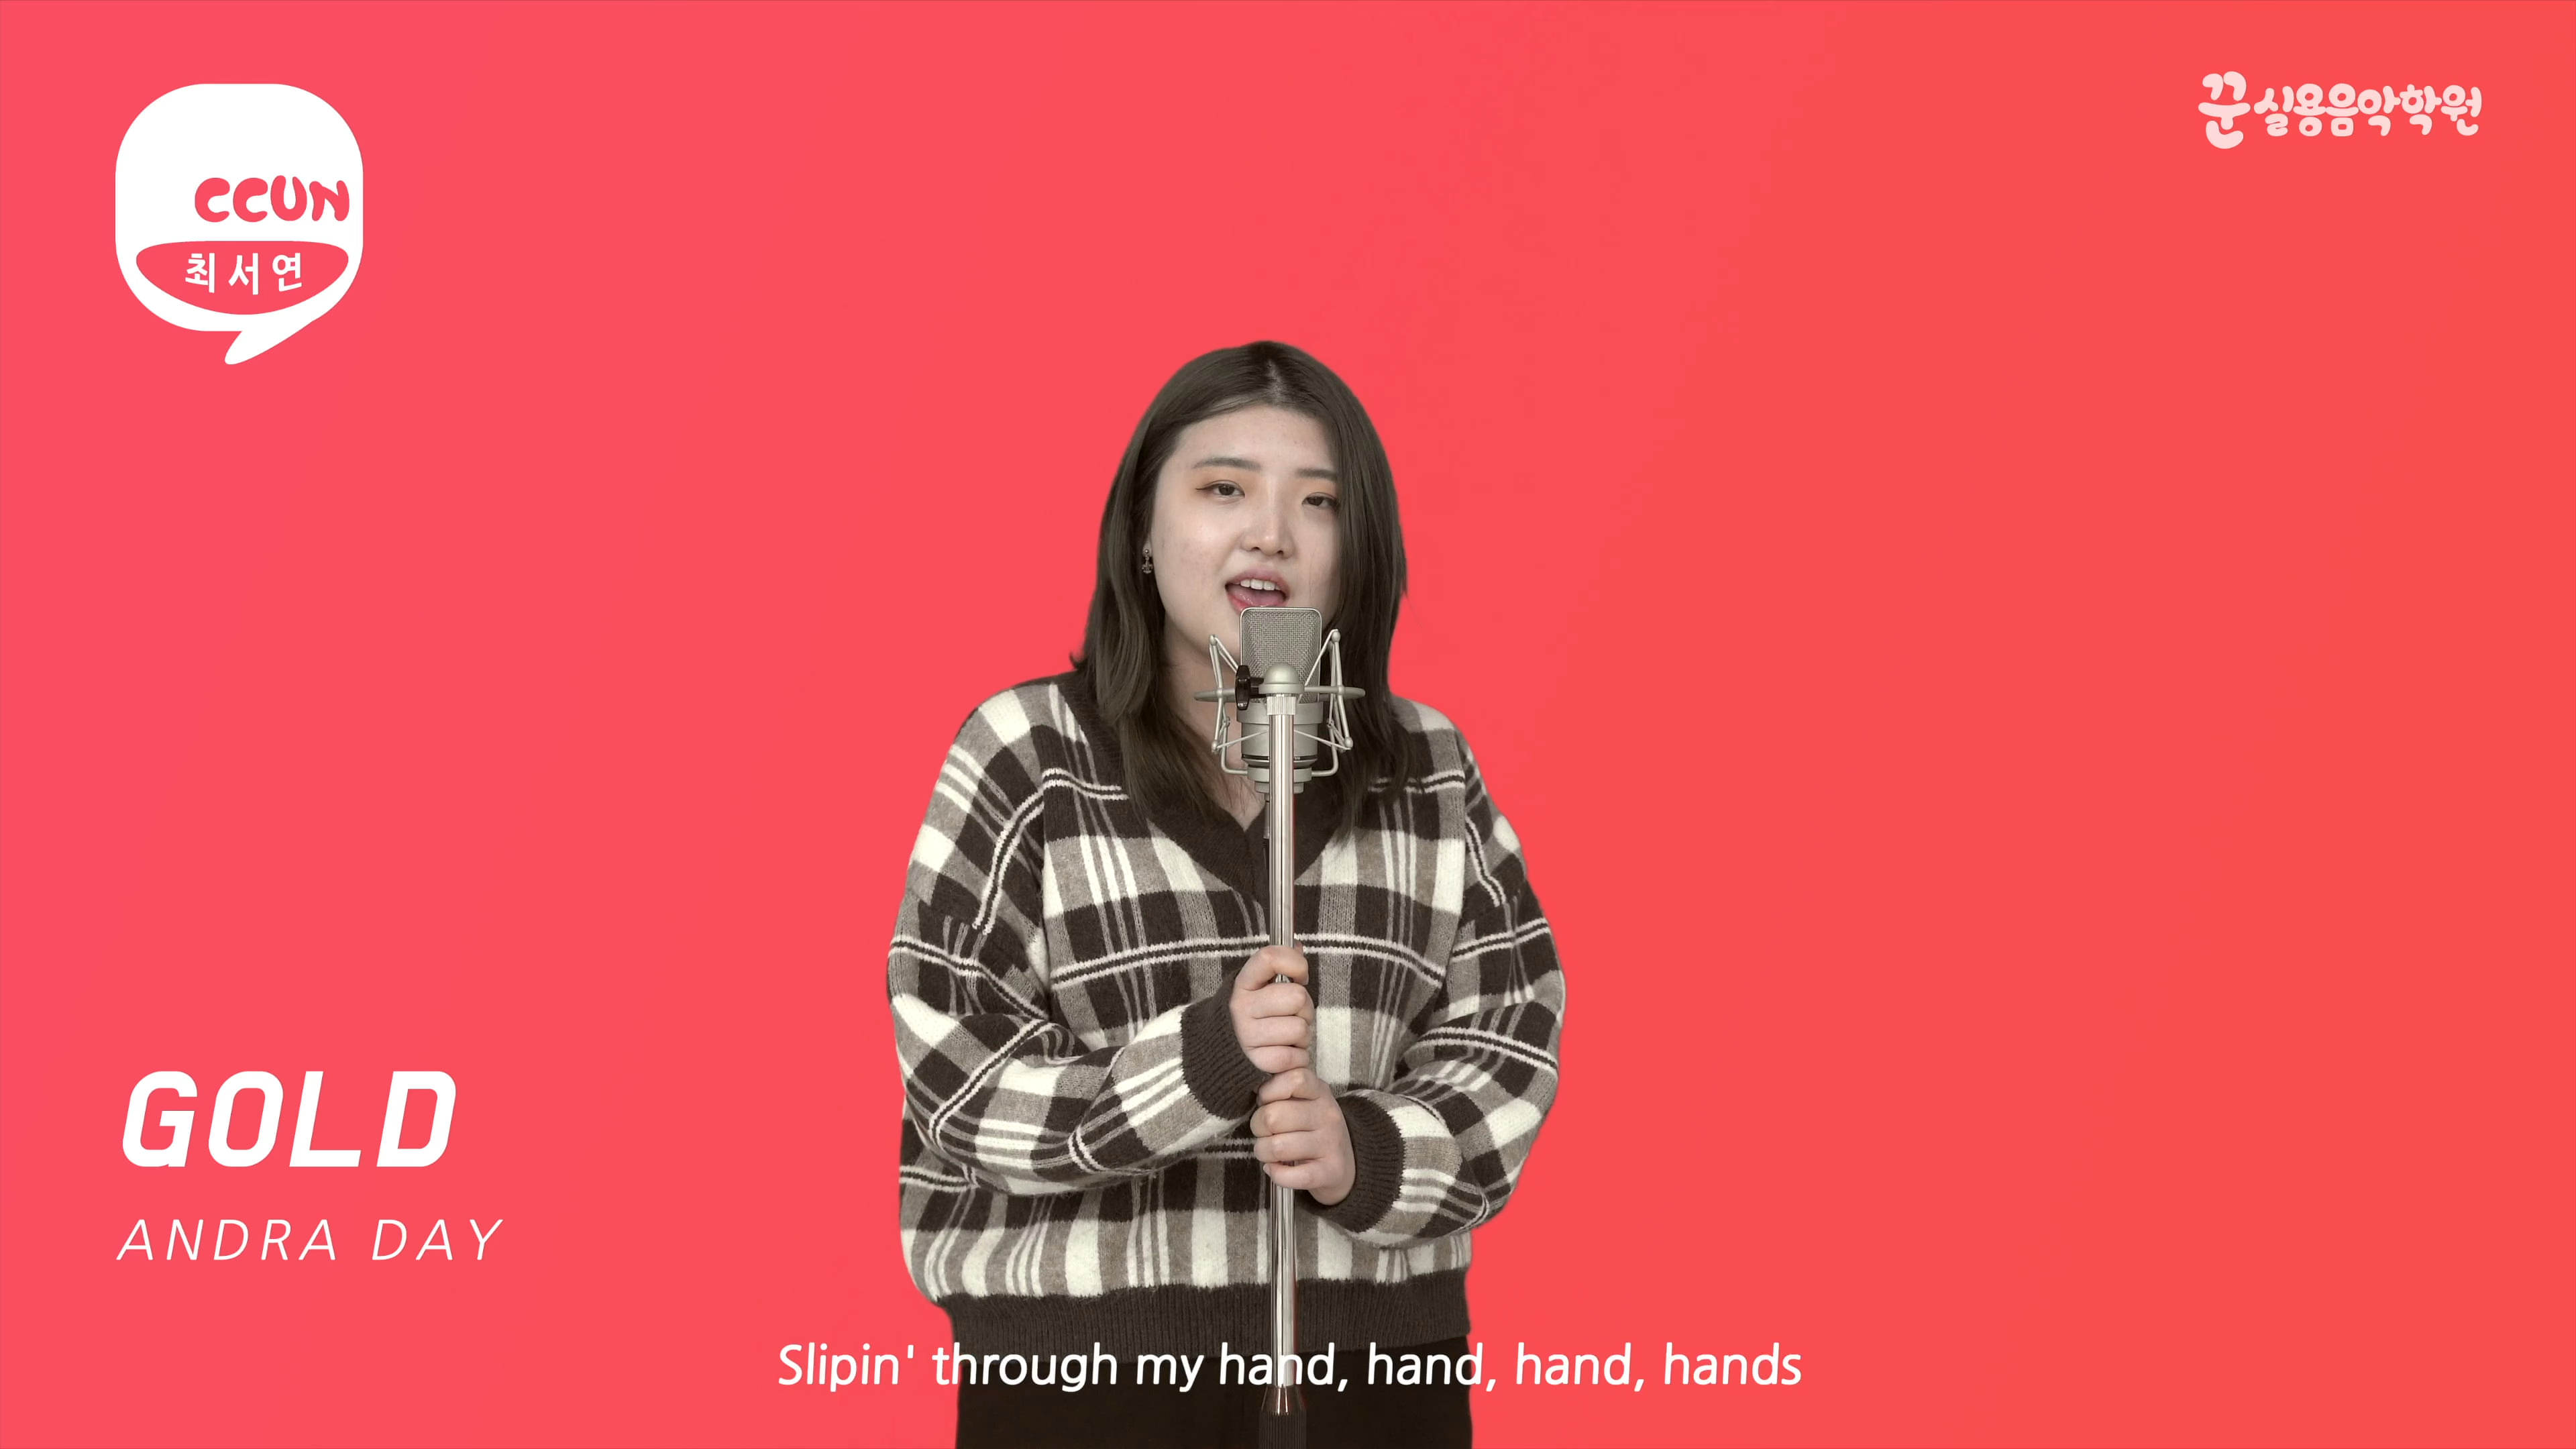 CCUN
최서연
꾼실용음악학원
GOLD
ANDRA DAY
Slipin' through my hand, hand, hand, hands